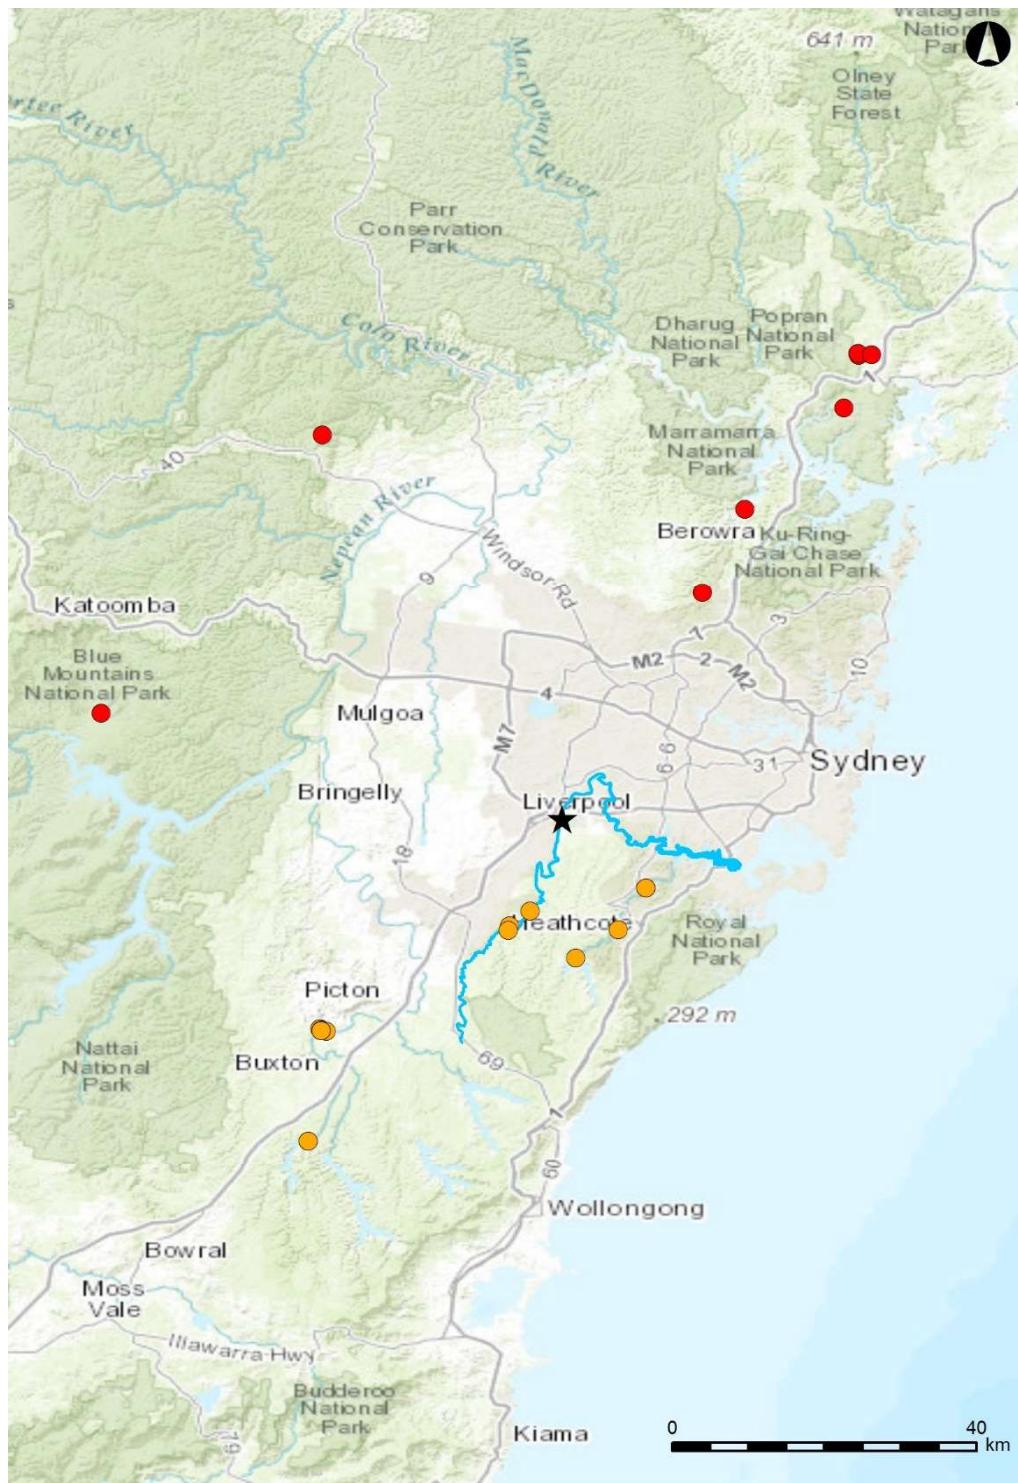 Watagans
National
Park
641 m
Olney
State
Forest
MacDonald
River
River
Parr
Conservation
Park
Colo River
Dharug
National
Park
Popran
National
Park
1
Marramarra
National
Park
40
Nepean River
Berowra
Ku-Ring-
Gai Chase
National Park
Windsor Rd
9
Katoomba
3
7
M2
2
M2
10
Blue
Mountains
National Park
4
Mulgoa
M7
6-6
31
Sydney
Bringelly
Liverpool
18
Heathcote
Royal
National
Park
Picton
292 m
Nattai
National
Park
Buxton
69
1
60
Wollongong
Bowral
Moss
Vale
Illawarra Hwy
Budderoo
National
Park
79
Kiama
0
40
km